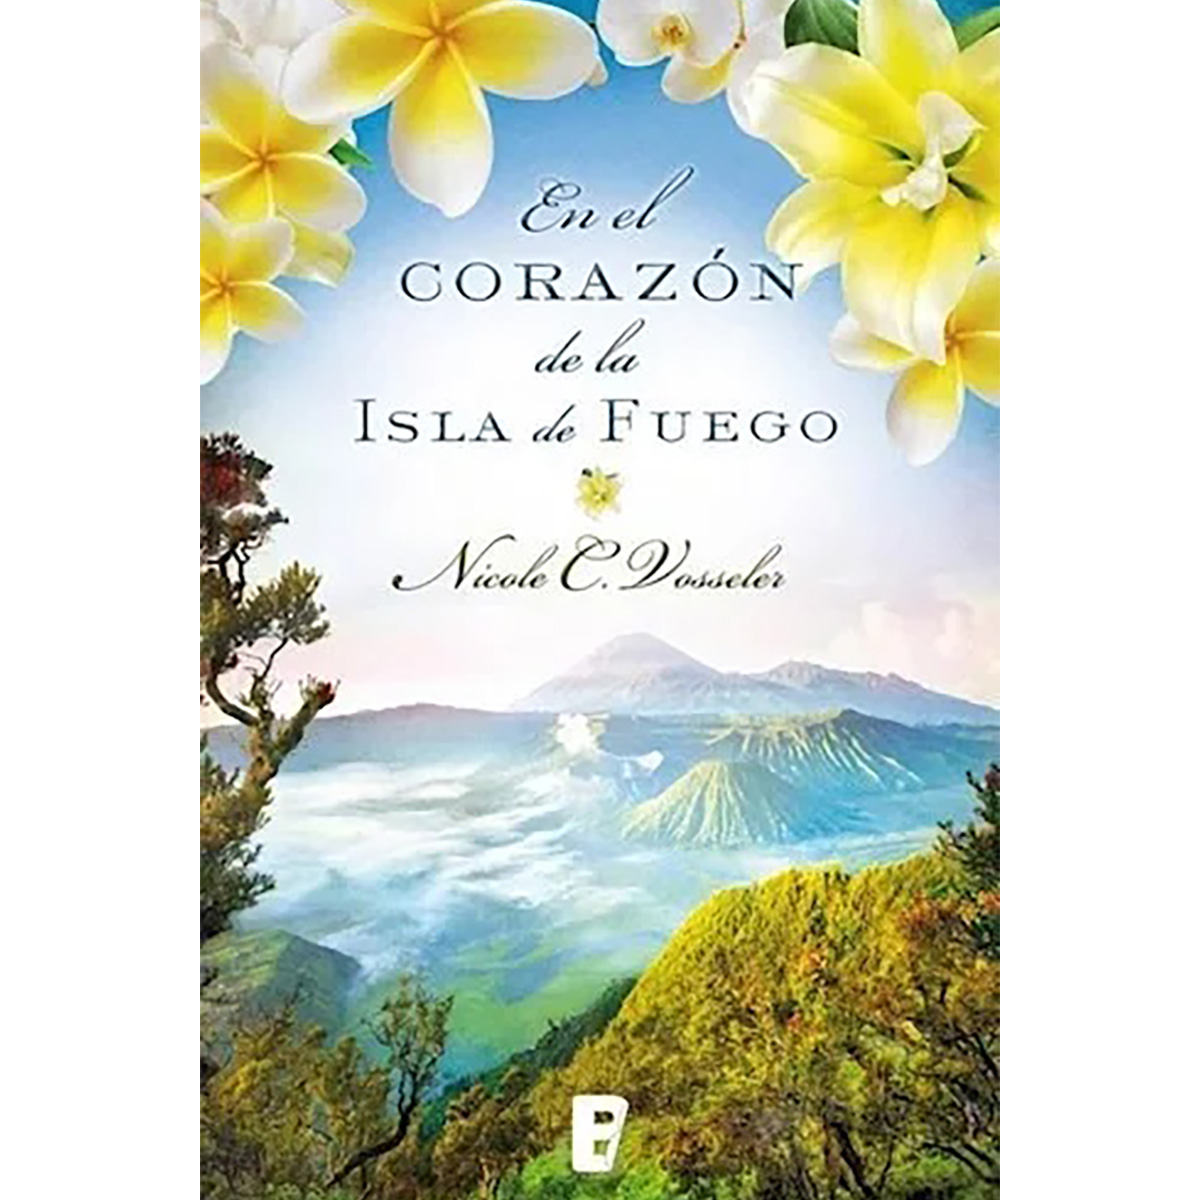 En el
CORAZÓN
de la
ISLA de FUEGO
Nicole C. Vosseler
B